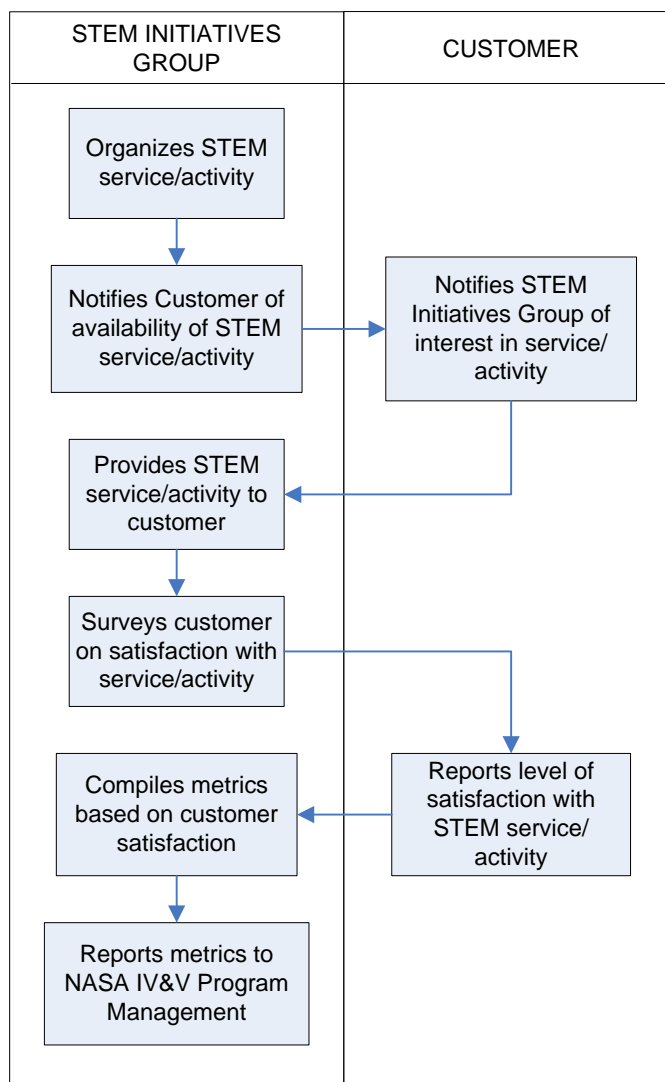 STEM INITIATIVES
GROUP
CUSTOMER
Organizes STEM
service/activity
Notifies Customer of
availability of STEM
service/activity
Notifies STEM
Initiatives Group of
interest in service/
activity
Provides STEM
service/activity to
customer
Surveys customer
on satisfaction with
service/activity
Reports level of
satisfaction with
STEM service/
activity
Compiles metrics
based on customer
satisfaction
Reports metrics to
NASA IV&V Program
Management